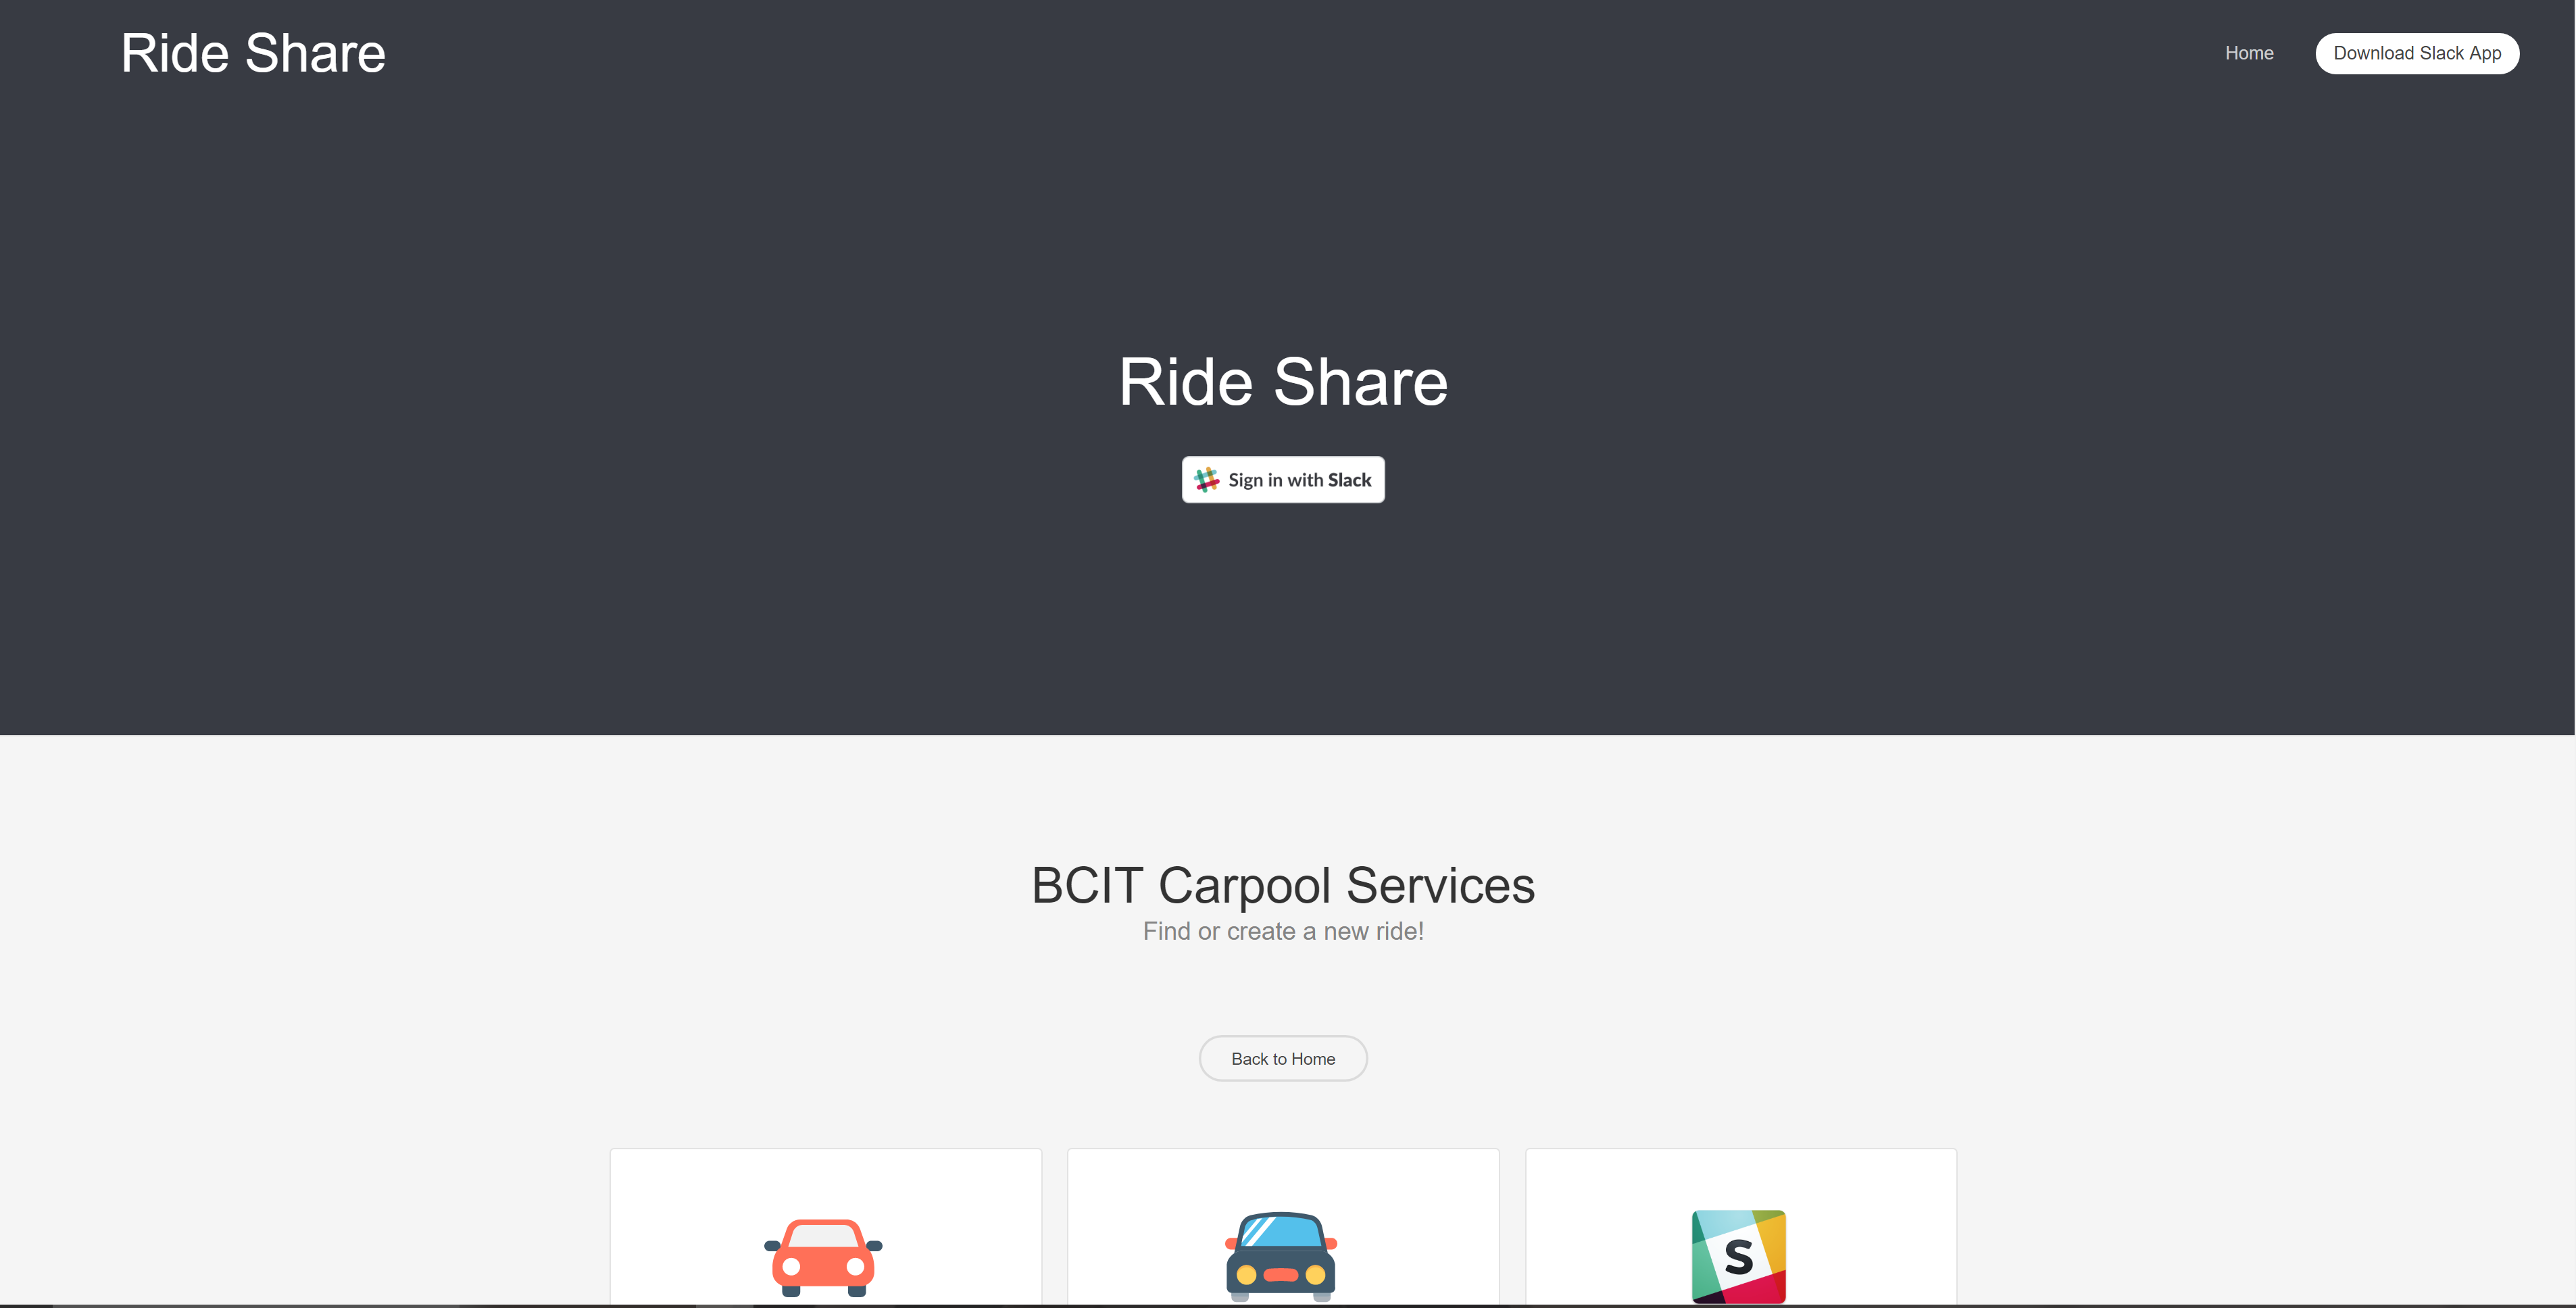 Ride Share
Home
Download Slack App
Ride Share
Sign in with Slack
BCIT Carpool Services
Find or create a new ride!
Back to Home
S